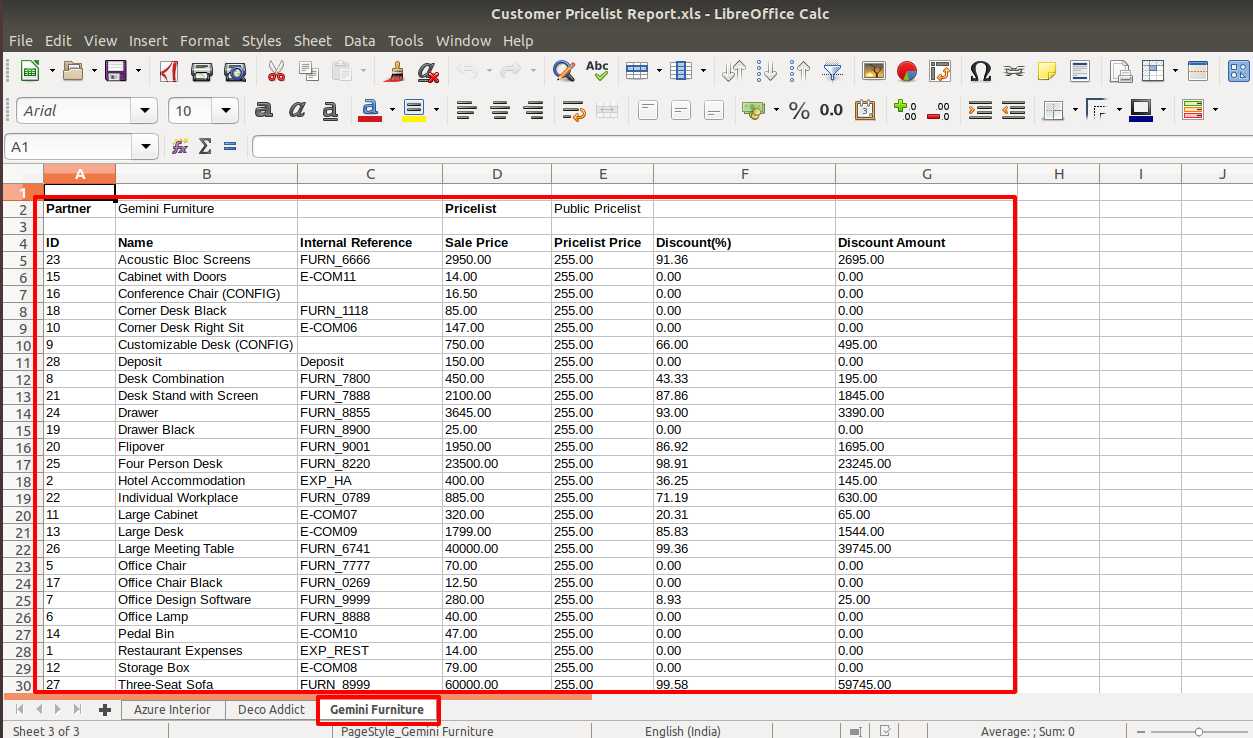 Customer Pricelist Report.xls - LibreOffice Calc
File Edit View Insert Format Styles Sheet Data Tools Window Help
Abc
Arial 10 a a a a % 0.0
A1
A B C D E F G H I J
1
2 Partner Gemini Furniture Pricelist Public Pricelist
3
4 ID Name Internal Reference Sale Price Pricelist Price Discount(%) Discount Amount
5 23 Acoustic Bloc Screens FURN_6666 2950.00 255.00 91.36 2695.00
6 15 Cabinet with Doors E-COM11 14.00 255.00 0.00 0.00
7 16 Conference Chair (CONFIG) 16.50 255.00 0.00 0.00
8 18 Corner Desk Black FURN_1118 85.00 255.00 0.00 0.00
9 10 Corner Desk Right Sit E-COM06 147.00 255.00 0.00 0.00
10 9 Customizable Desk (CONFIG) 750.00 255.00 66.00 495.00
11 28 Deposit Deposit 150.00 255.00 0.00 0.00
12 8 Desk Combination FURN_7800 450.00 255.00 43.33 195.00
13 21 Desk Stand with Screen FURN_7888 2100.00 255.00 87.86 1845.00
14 24 Drawer FURN_8855 3645.00 255.00 93.00 3390.00
15 19 Drawer Black FURN_8900 25.00 255.00 0.00 0.00
16 20 Flipover FURN_9001 1950.00 255.00 86.92 1695.00
17 25 Four Person Desk FURN_8220 23500.00 255.00 98.91 23245.00
18 2 Hotel Accommodation EXP_HA 400.00 255.00 36.25 145.00
19 22 Individual Workplace FURN_0789 885.00 255.00 71.19 630.00
20 11 Large Cabinet E-COM07 320.00 255.00 20.31 65.00
21 13 Large Desk E-COM09 1799.00 255.00 85.83 1544.00
22 26 Large Meeting Table FURN_6741 40000.00 255.00 99.36 39745.00
23 5 Office Chair FURN_7777 70.00 255.00 0.00 0.00
24 17 Office Chair Black FURN_0269 12.50 255.00 0.00 0.00
25 7 Office Design Software FURN_9999 280.00 255.00 8.93 25.00
26 6 Office Lamp FURN_8888 40.00 255.00 0.00 0.00
27 14 Pedal Bin E-COM10 47.00 255.00 0.00 0.00
28 1 Restaurant Expenses EXP_REST 14.00 255.00 0.00 0.00
29 12 Storage Box E-COM08 79.00 255.00 0.00 0.00
30 27 Three-Seat Sofa FURN_8999 60000.00 255.00 99.58 59745.00
Azure Interior Deco Addict Gemini Furniture
Sheet 3 of 3 PageStyle_Gemini Furniture English (India) Average: ; Sum: 0